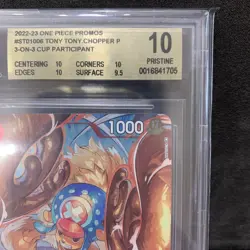 2022-23 ONE PIECE PROMOS
#ST01006 TONY TONY.CHOPPER P
3-ON-3 CUP PARTICIPANT
CENTERING 10 CORNERS 10
EDGES 10 SURFACE 9.5
10
PRISTINE
0016841705
1000